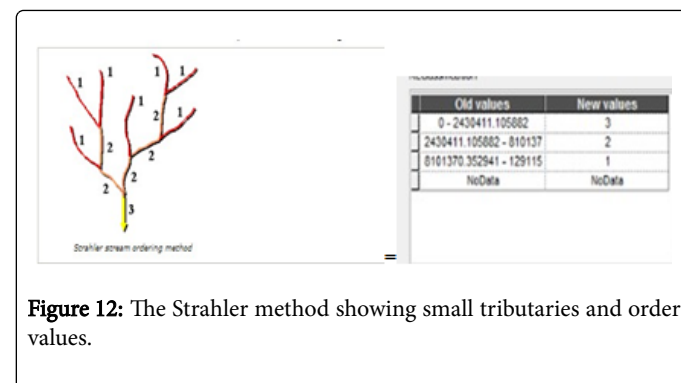 1 1 1 1
1 1
2
1 2 2
2 2
3
Strahler stream ordering method
=
Reclassification
Old values New values
0 - 2430411.105882 3
2430411.105882 - 810137 2
8101370.352941 - 129115 1
NoData NoData
Figure 12: The Strahler method showing small tributaries and order
values.